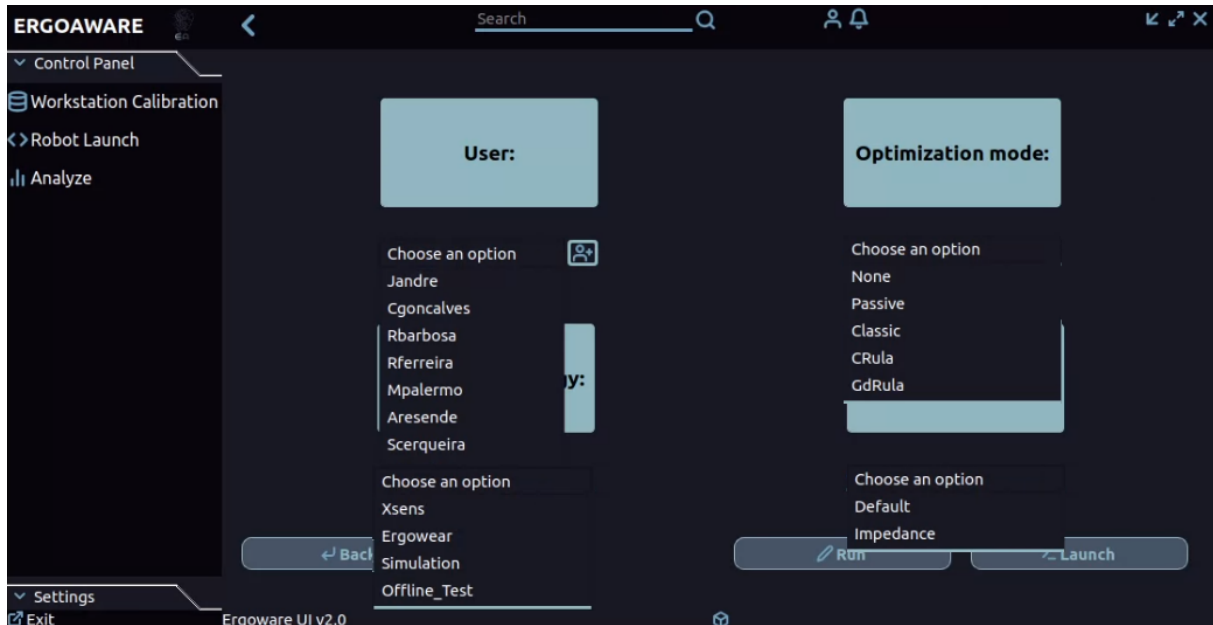 ERGOAWARE
Search
Control Panel
Workstation Calibration
Robot Launch
Analyze
User:
Choose an option
Jandre
Cgoncalves
Rbarbosa
Rferreira
Mpalermo
Aresende
Scerqueira
gy:
Choose an option
Xsens
Ergowear
Simulation
Offline_Test
Optimization mode:
Choose an option
None
Passive
Classic
CRula
GdRula
Choose an option
Default
Impedance
Back
Run
Launch
Settings
Exit
Ergoware UI v2.0